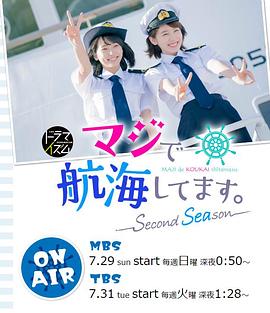 05
ドラマイズム
マジで
MAJI de KOUKAI shitemasu.
航海してます。
Second Season
ON AIR
MBS
7.29 sun start 毎週日曜 深夜0:50～
TBS
7.31 tue start 毎週火曜 深夜1:28～